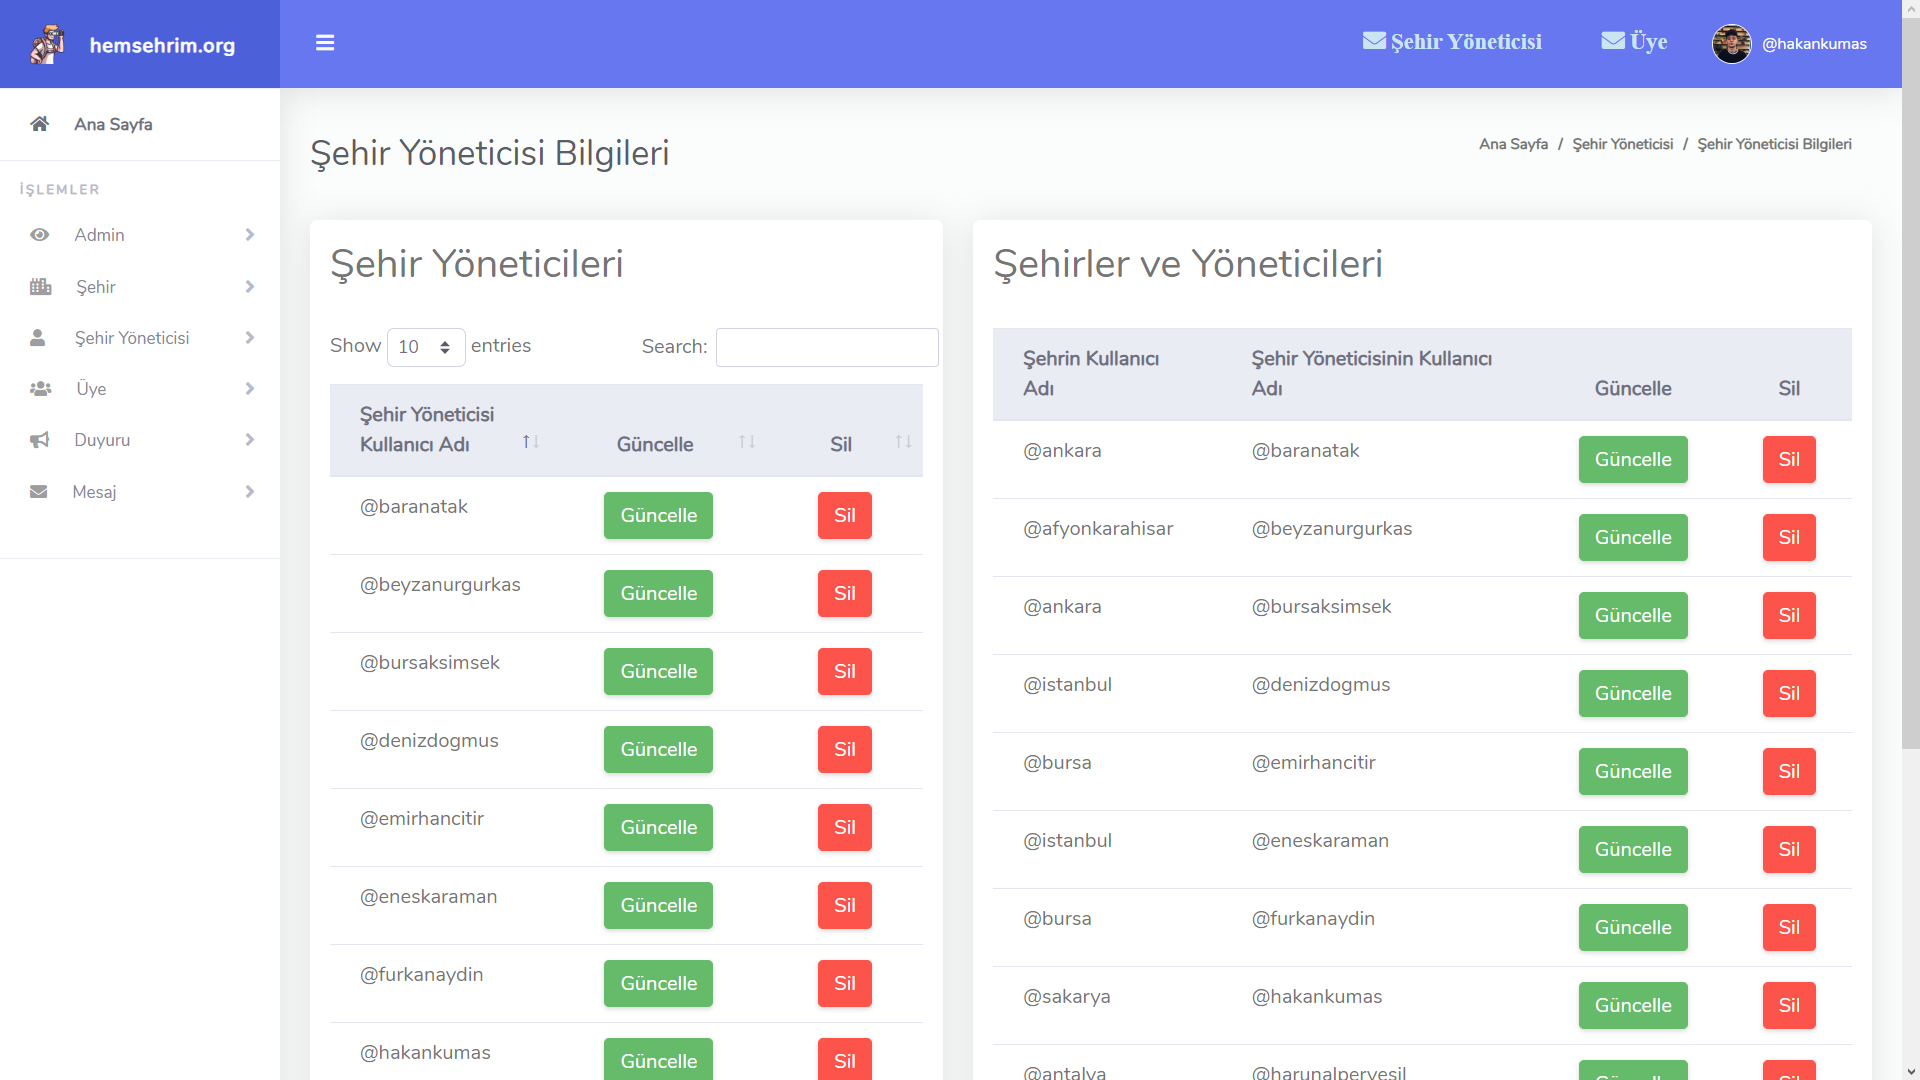 hemsehrim.org
Şehir Yöneticisi
Üye
@hakankumas
Ana Sayfa
İŞLEMLER
Admin
Şehir
Şehir Yöneticisi
Üye
Duyuru
Mesaj
Şehir Yöneticisi Bilgileri
Ana Sayfa / Şehir Yöneticisi / Şehir Yöneticisi Bilgileri
Şehir Yöneticileri
Show 10 entries
Search:
Şehir Yöneticisi
Kullanıcı Adı Güncelle Sil
@baranatak Güncelle Sil
@beyzanurgurkas Güncelle Sil
@bursaksimsek Güncelle Sil
@denizdogmus Güncelle Sil
@emirhancitir Güncelle Sil
@eneskaraman Güncelle Sil
@furkanaydin Güncelle Sil
@hakankumas Güncelle Sil
Şehirler ve Yöneticileri
Şehrin Kullanıcı Şehir Yöneticisinin Kullanıcı
Adı Adı Güncelle Sil
@ankara @baranatak Güncelle Sil
@afyonkarahisar @beyzanurgurkas Güncelle Sil
@ankara @bursaksimsek Güncelle Sil
@istanbul @denizdogmus Güncelle Sil
@bursa @emirhancitir Güncelle Sil
@istanbul @eneskaraman Güncelle Sil
@bursa @furkanaydin Güncelle Sil
@sakarya @hakankumas Güncelle Sil
@antalya @harunalperyesil Güncelle Sil